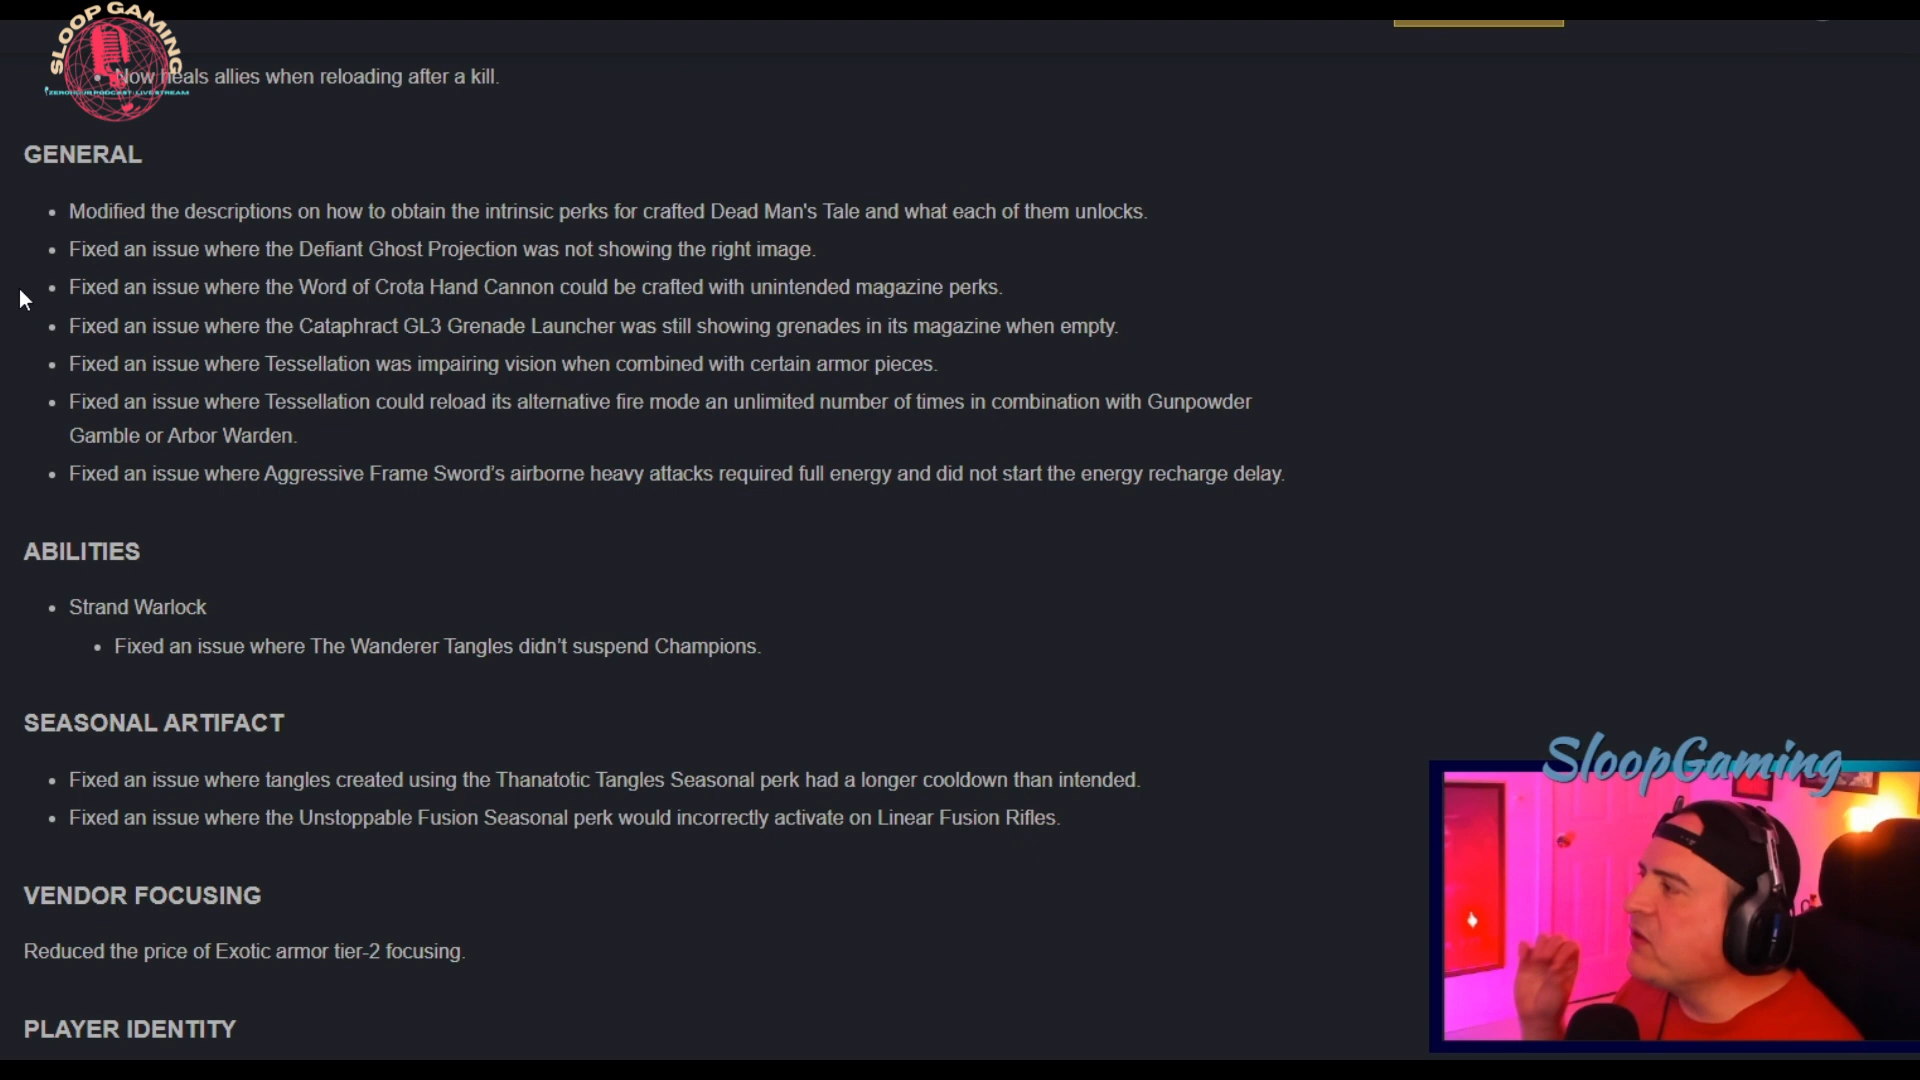 SLOOP GAMING
Now heals allies when reloading after a kill.
GENERAL
Modified the descriptions on how to obtain the intrinsic perks for crafted Dead Man's Tale and what each of them unlocks.
Fixed an issue where the Defiant Ghost Projection was not showing the right image.
Fixed an issue where the Word of Crota Hand Cannon could be crafted with unintended magazine perks.
Fixed an issue where the Cataphract GL3 Grenade Launcher was still showing grenades in its magazine when empty.
Fixed an issue where Tessellation was impairing vision when combined with certain armor pieces.
Fixed an issue where Tessellation could reload its alternative fire mode an unlimited number of times in combination with Gunpowder
Gamble or Arbor Warden.
Fixed an issue where Aggressive Frame Sword’s airborne heavy attacks required full energy and did not start the energy recharge delay.
ABILITIES
Strand Warlock
Fixed an issue where The Wanderer Tangles didn’t suspend Champions.
SEASONAL ARTIFACT
Fixed an issue where tangles created using the Thanatotic Tangles Seasonal perk had a longer cooldown than intended.
Fixed an issue where the Unstoppable Fusion Seasonal perk would incorrectly activate on Linear Fusion Rifles.
SloopGaming
VENDOR FOCUSING
Reduced the price of Exotic armor tier-2 focusing.
PLAYER IDENTITY